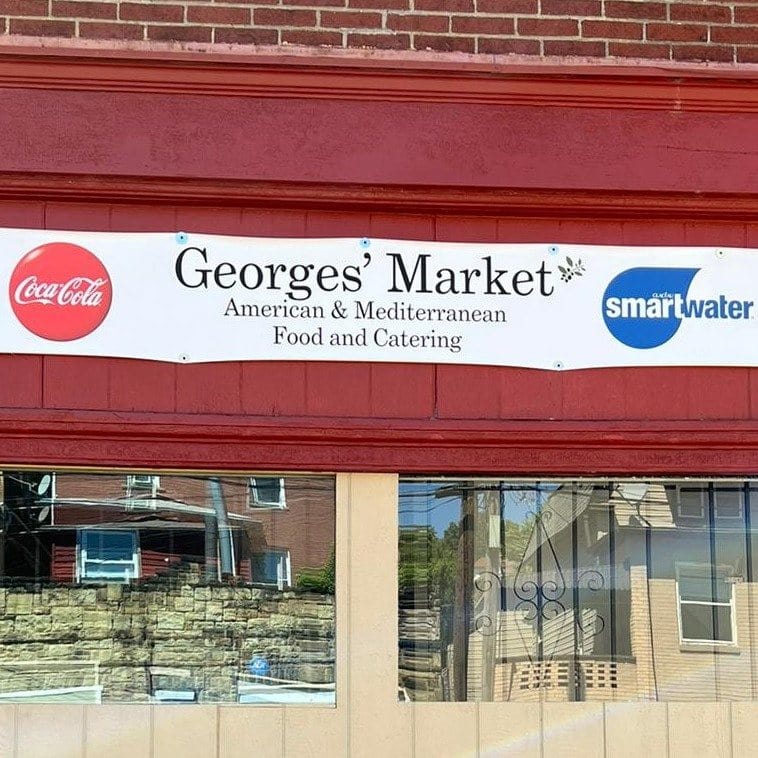 Coca-Cola
Georges' Market
American & Mediterranean
Food and Catering
smartwater